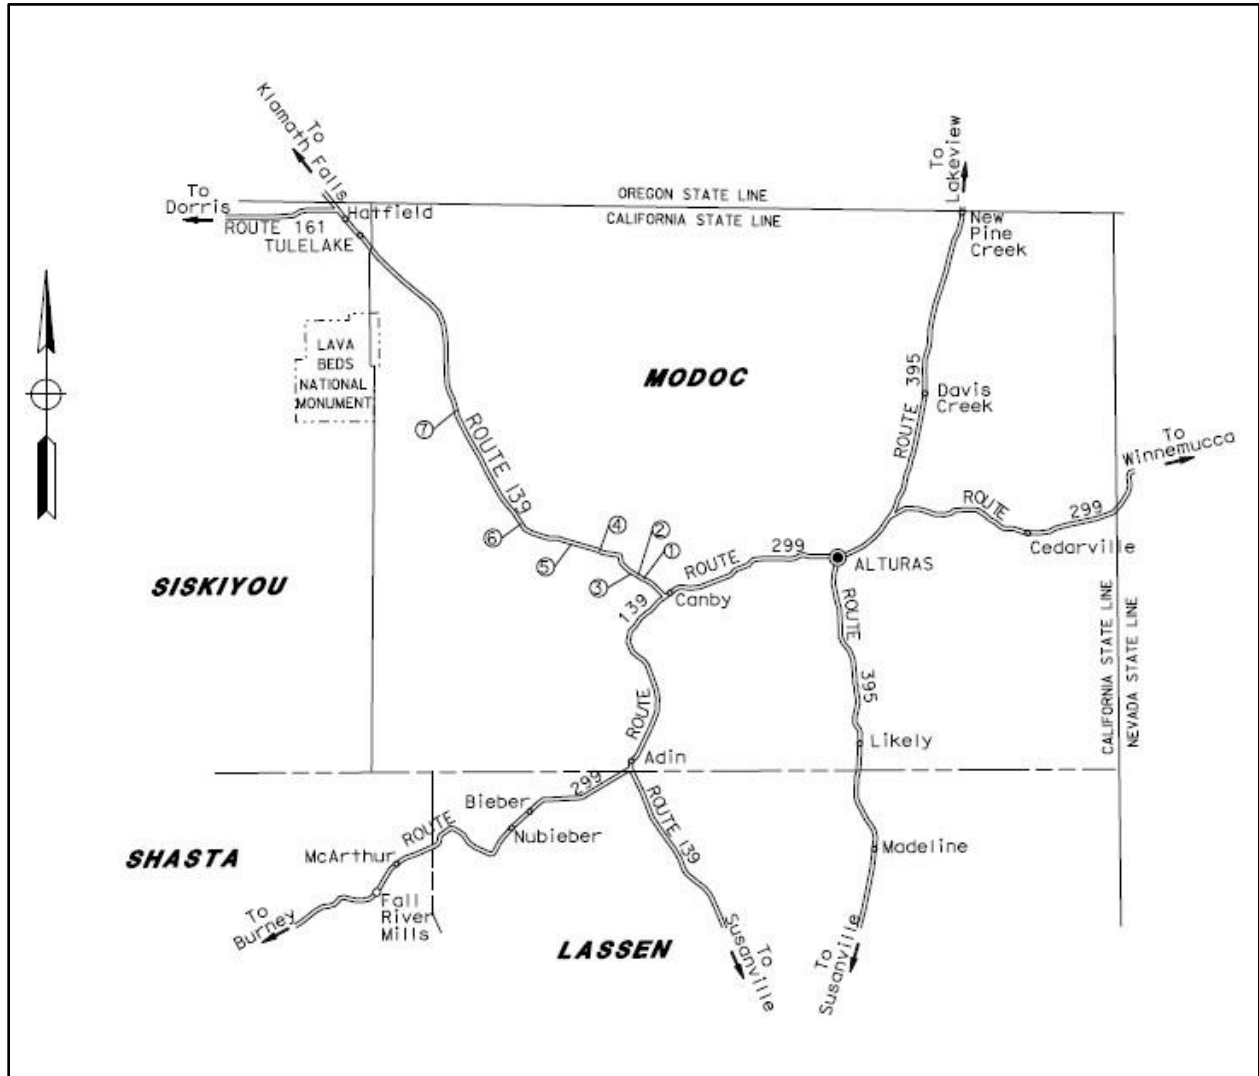 To
Klamath Falls
To
Lakeview
To
Dorris
OREGON STATE LINE
CALIFORNIA STATE LINE
Hatfield
ROUTE 161
TULELAKE
New
Pine
Creek
LAVA
BEDS
NATIONAL
MONUMENT
MODOC
ROUTE 395
Davis
Creek
To
Winnemucca
7
ROUTE 139
ROUTE 299
Cedarville
6
5
4
2
1
3
ROUTE 299
ALTURAS
Canby
SISKIYOU
ROUTE 139
ROUTE 395
CALIFORNIA STATE LINE
NEVADA STATE LINE
Likely
Adin
ROUTE 299
Bieber
Nubieber
ROUTE 139
Madeline
SHASTA
McArthur
Fall
River
Mills
To
Burney
LASSEN
To
Susanville
To
Susanville